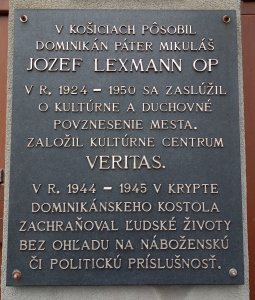 V KOŠICIACH PÔSOBIL
DOMINIKÁN PÁTER MIKULÁŠ
JOZEF LEXMANN OP
V R. 1924 – 1950 SA ZASLÚŽIL
O KULTÚRNE A DUCHOVNÉ
POVZNESENIE MESTA.
ZALOŽIL KULTÚRNE CENTRUM
VERITAS.
V R. 1944 – 1945 V KRYPTE
DOMINIKÁNSKEHO KOSTOLA
ZACHRAŇOVAL ĽUDSKÉ ŽIVOTY
BEZ OHĽADU NA NÁBOŽENSKÚ
ČI POLITICKÚ PRÍSLUŠNOSŤ.